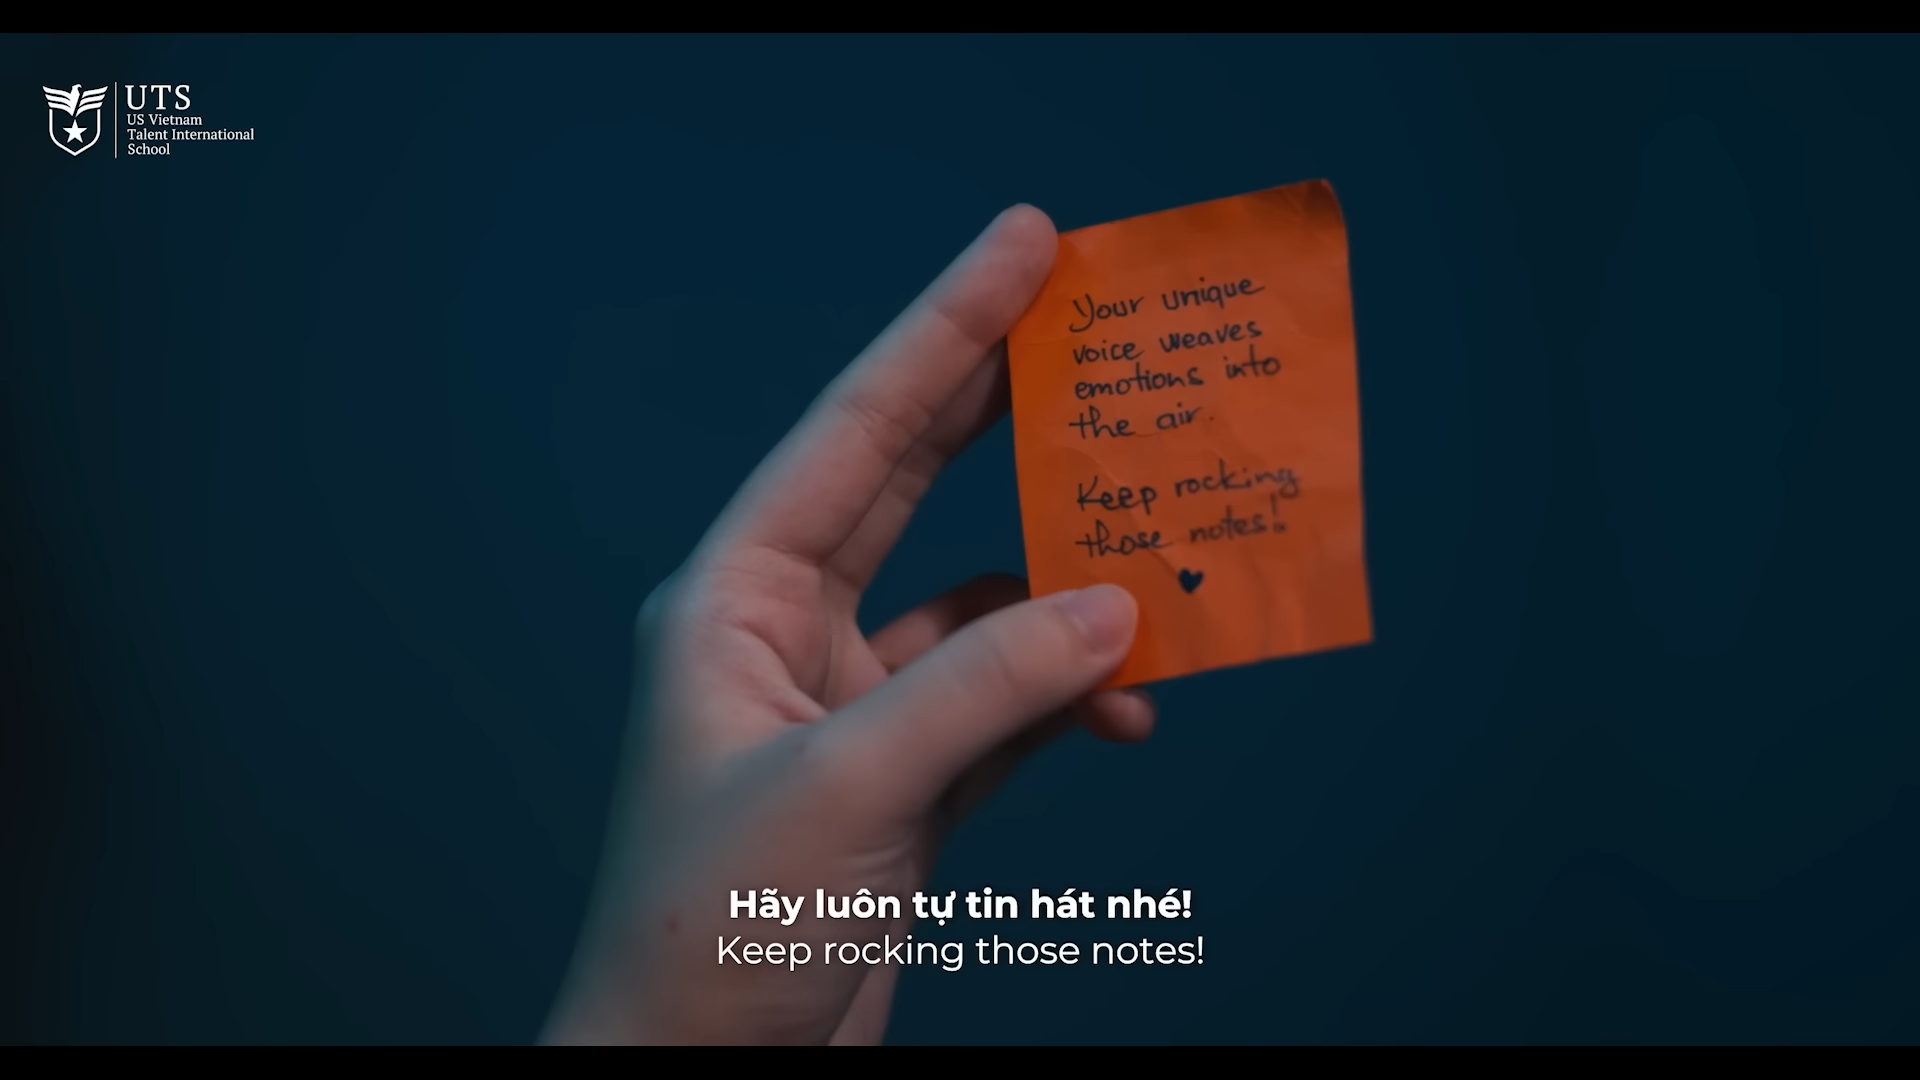 UTS
US Vietnam
Talent International
School
Your unique
voice weaves
emotions into
the air.
Keep rocking
those notes!
Hãy luôn tự tin hát nhé!
Keep rocking those notes!